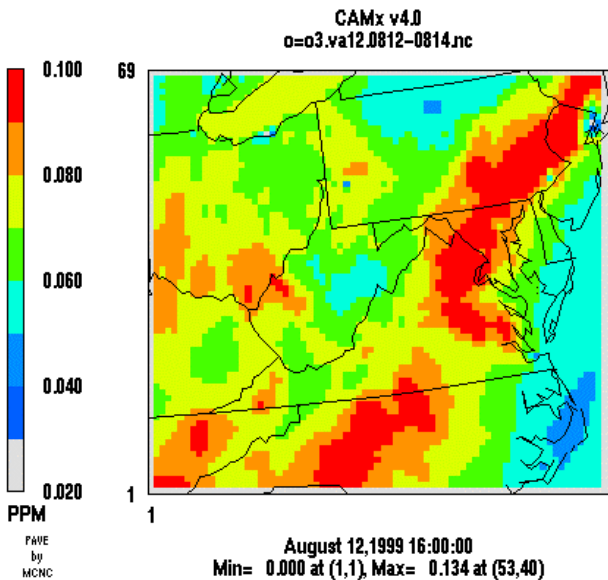 CAMx v4.0
o=o3.va12.0812-0814.nc
0.100
0.080
0.060
0.040
0.020
PPM
PAVE
by
MCNC
69
1
1
August 12,1999 16:00:00
Min= 0.000 at (1,1), Max= 0.134 at (53,40)